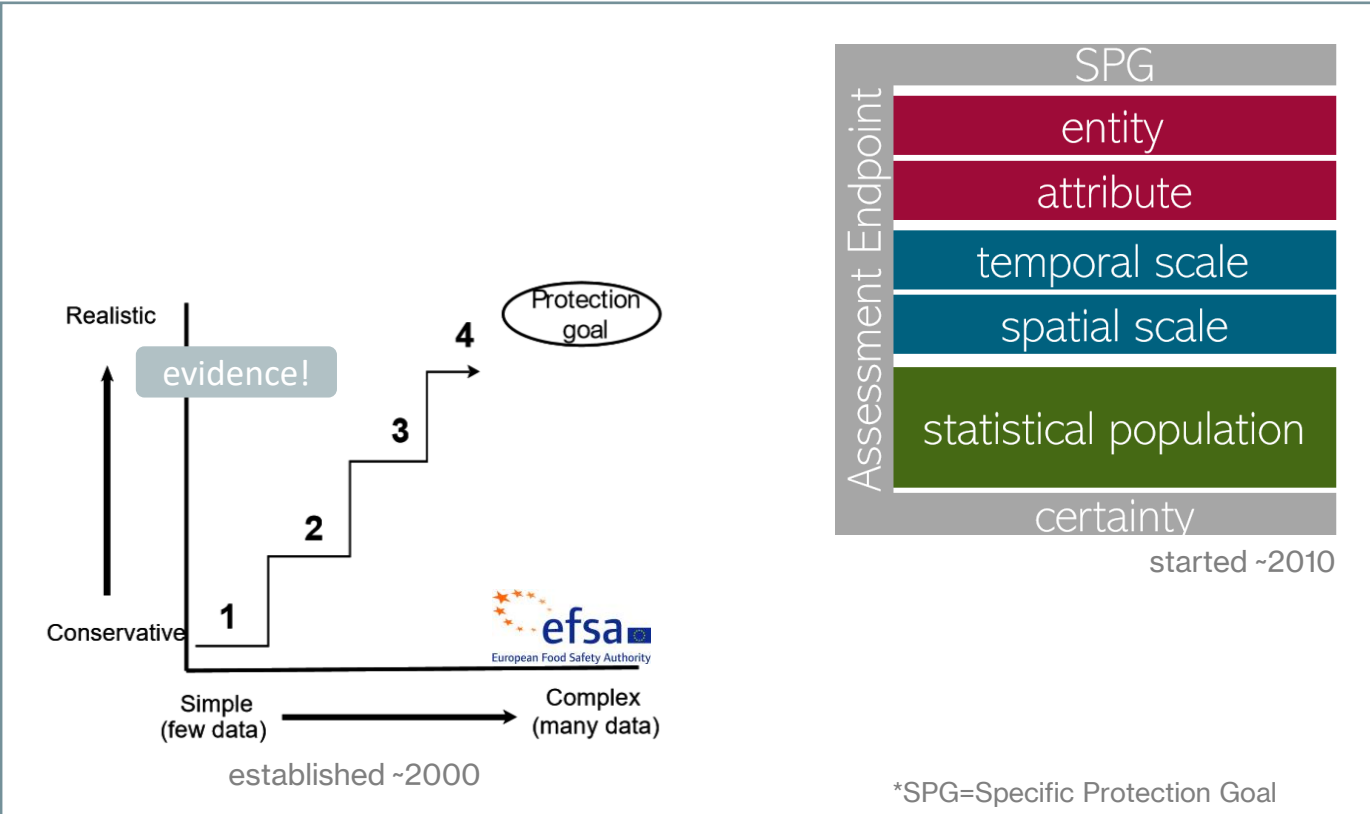 Realistic
evidence!
Conservative
1
2
3
4
Protection
goal
efsa
European Food Safety Authority
Simple
(few data)
Complex
(many data)
established ~2000
SPG
Assessment Endpoint
entity
attribute
temporal scale
spatial scale
statistical population
certainty
started ~2010
*SPG=Specific Protection Goal